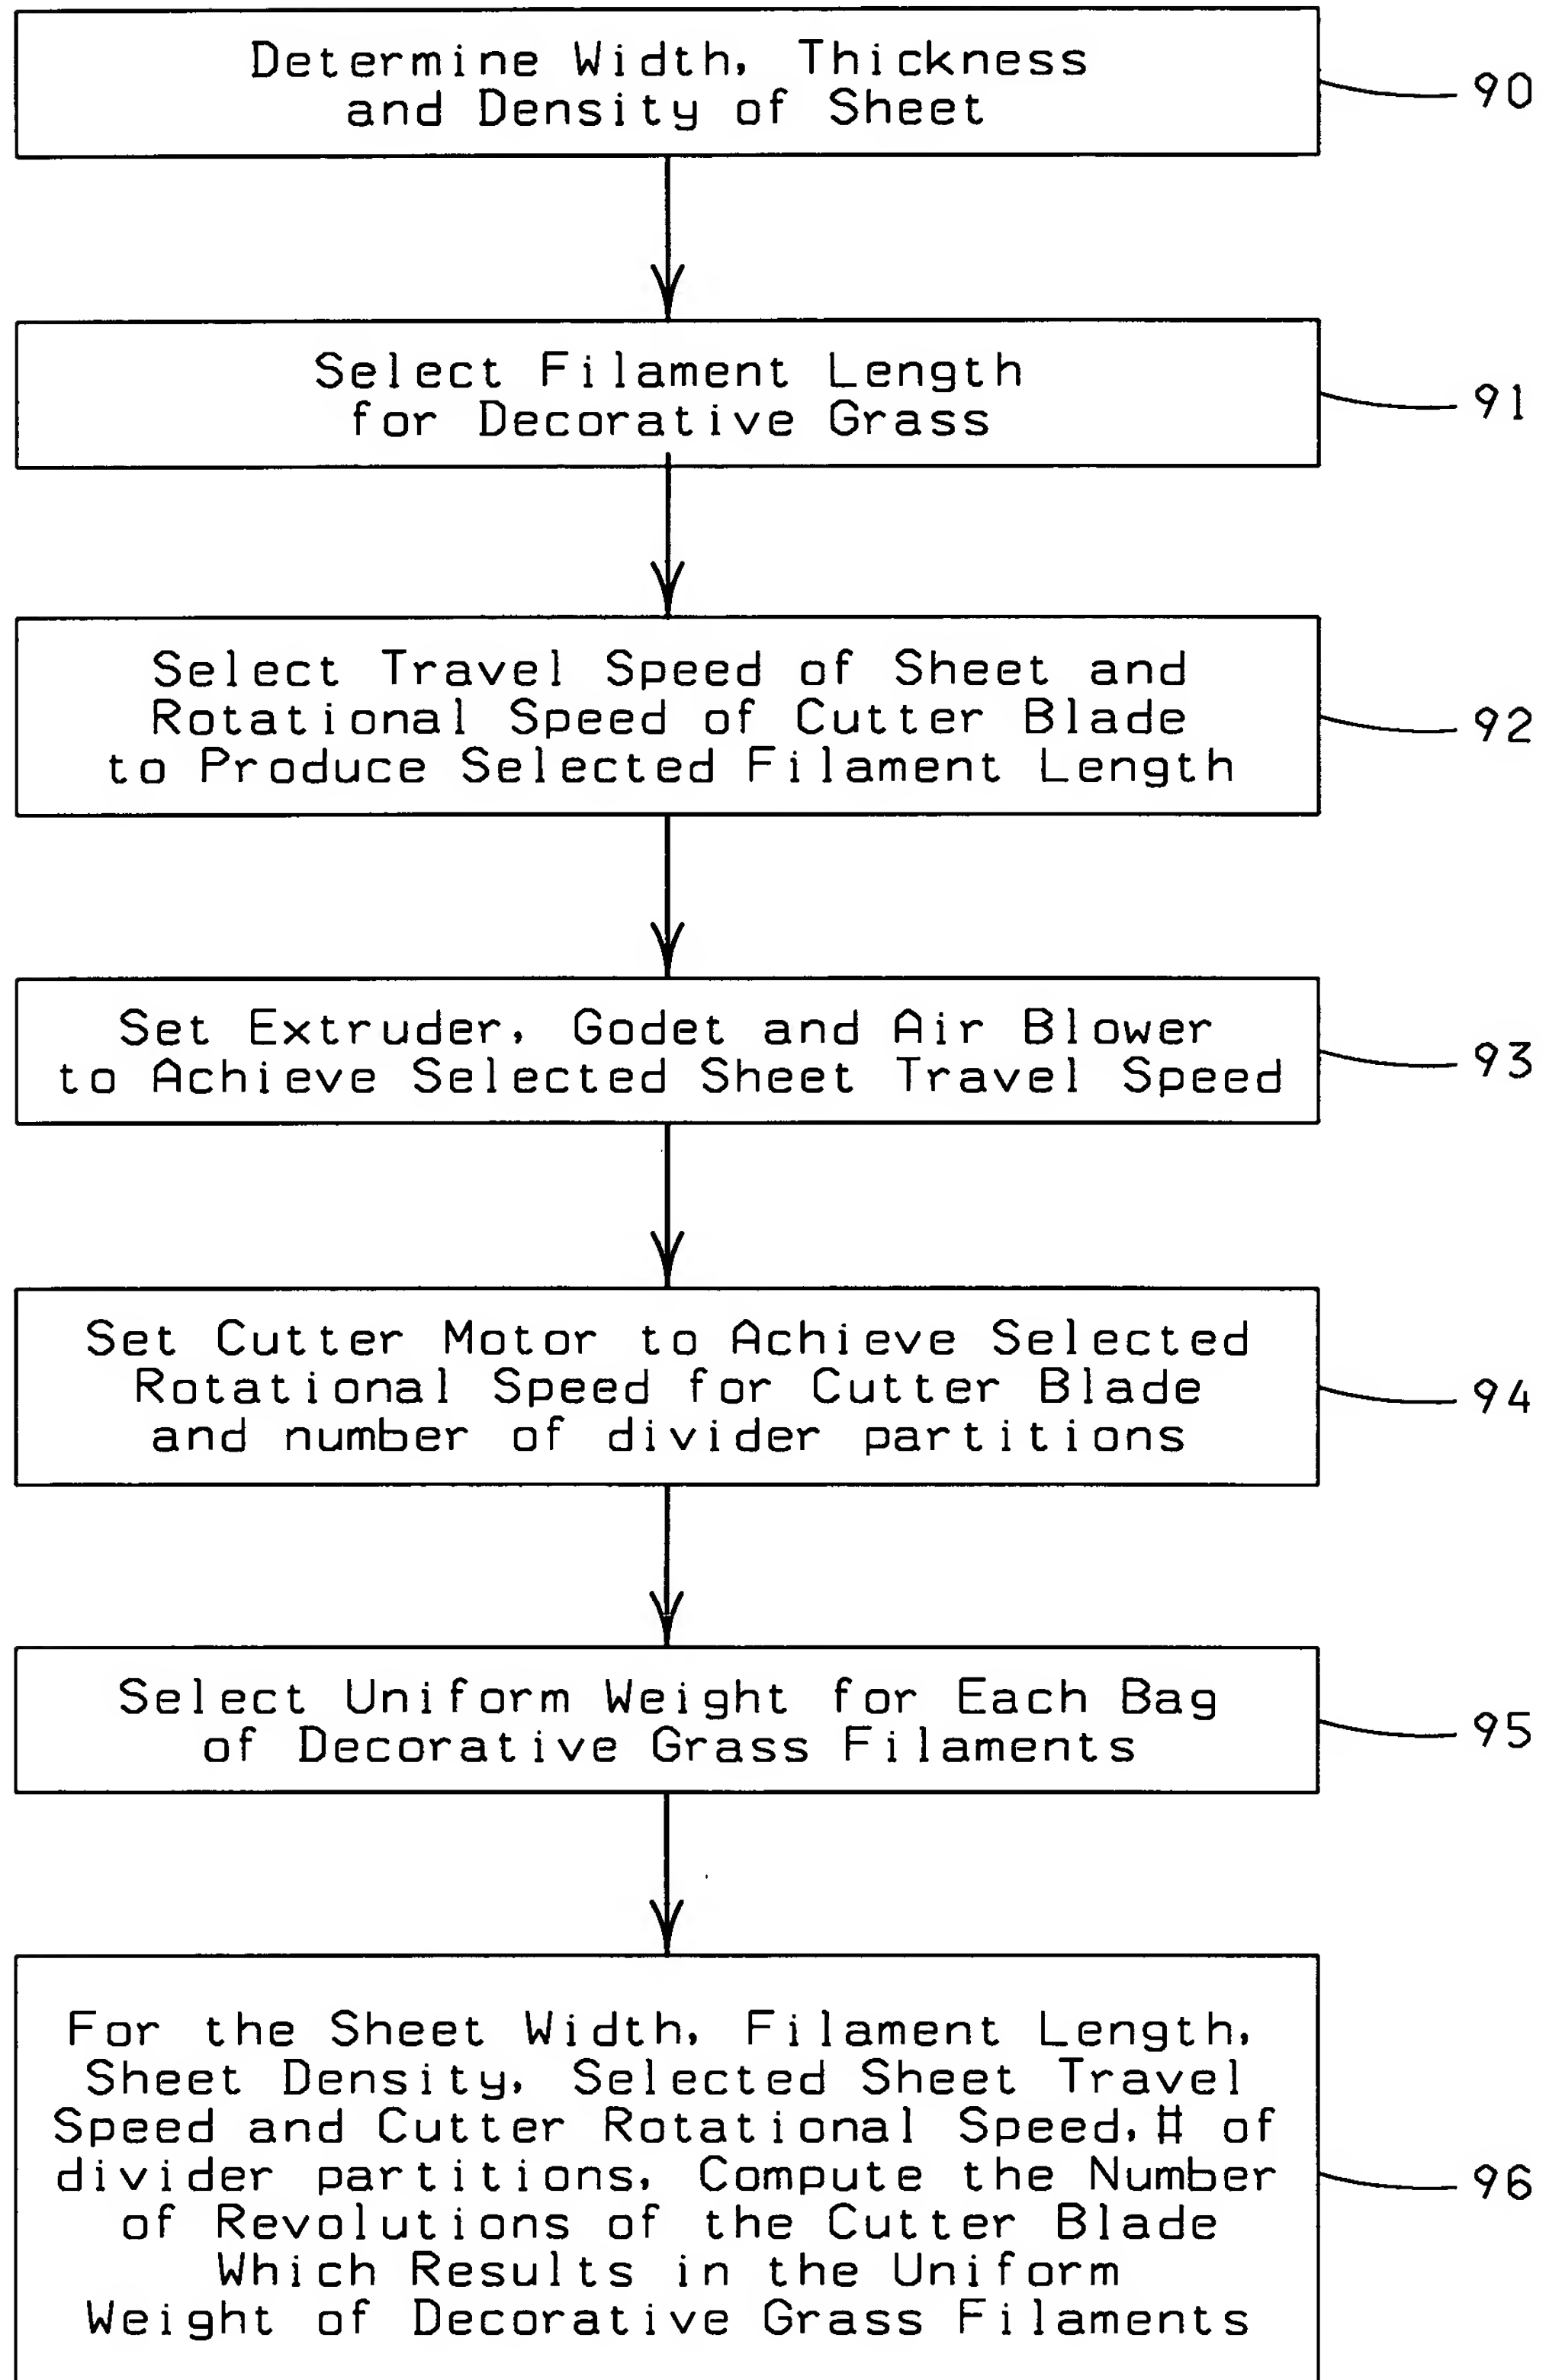 Determine Width, Thickness
and Density of Sheet
90
Select Filament Length
for Decorative Grass
91
Select Travel Speed of Sheet and
Rotational Speed of Cutter Blade
to Produce Selected Filament Length
92
Set Extruder, Godet and Air Blower
to Achieve Selected Sheet Travel Speed
93
Set Cutter Motor to Achieve Selected
Rotational Speed for Cutter Blade
and number of divider partitions
94
Select Uniform Weight for Each Bag
of Decorative Grass Filaments
95
For the Sheet Width, Filament Length,
Sheet Density, Selected Sheet Travel
Speed and Cutter Rotational Speed,# of
divider partitions, Compute the Number
of Revolutions of the Cutter Blade
Which Results in the Uniform
Weight of Decorative Grass Filaments
96